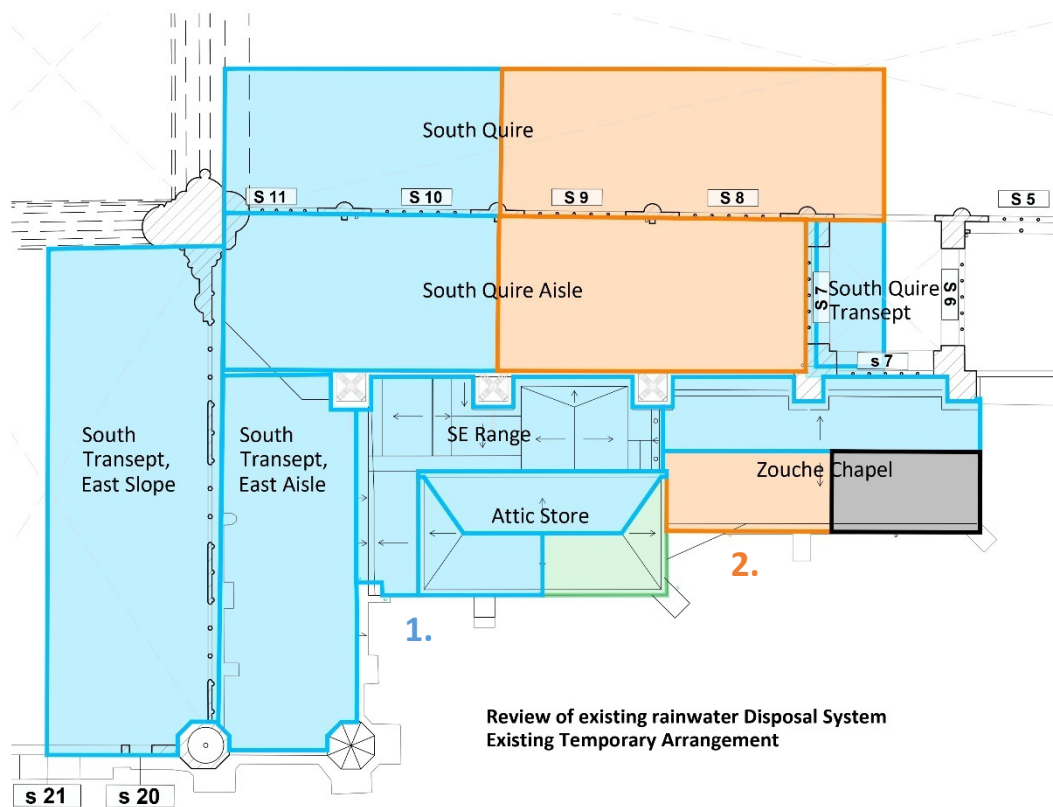 South Quire
S 11
S 10
S 9
S 8
S 5
South Quire Aisle
S 7
South Quire
Transept
S 6
s 7
South
Transept,
East Slope
South
Transept,
East Aisle
SE Range
Attic Store
Zouche Chapel
1.
2.
Review of existing rainwater Disposal System
Existing Temporary Arrangement
s 21
s 20